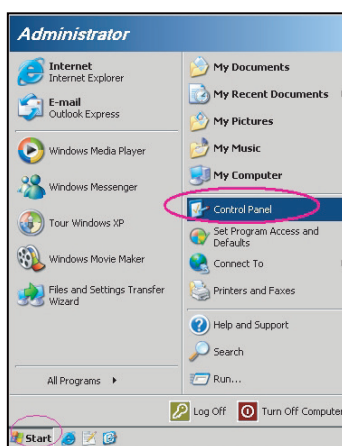 Administrator
Internet
Internet Explorer
E-mail
Outlook Express
Windows Media Player
Windows Messenger
Tour Windows XP
Windows Movie Maker
Files and Settings Transfer
Wizard
All Programs
My Documents
My Recent Documents
My Pictures
My Music
My Computer
Control Panel
Set Program Access and
Defaults
Connect To
Printers and Faxes
Help and Support
Search
Run...
Log Off
Turn Off Computer
Start